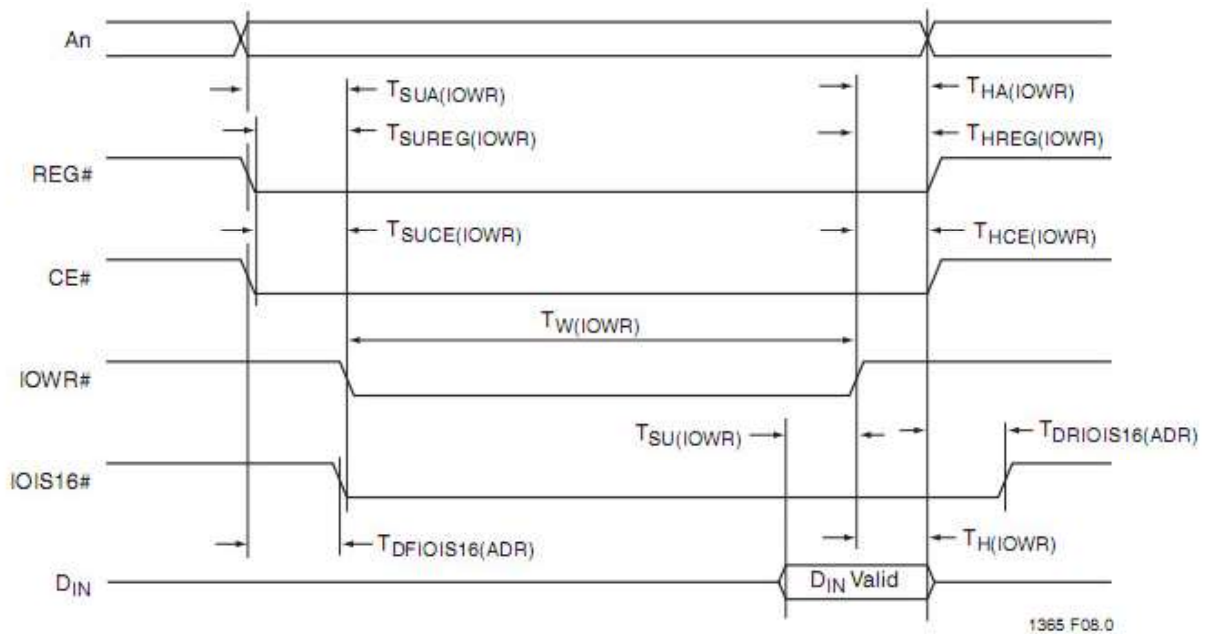 An
TSUA(IOWR)
THA(IOWR)
TSUREG(IOWR)
THREG(IOWR)
REG#
TSUCE(IOWR)
THCE(IOWR)
CE#
TW(IOWR)
IOWR#
TSU(IOWR)
TDRIOIS16(ADR)
IOIS16#
TDFIOIS16(ADR)
TH(IOWR)
DIN
DIN Valid
1365 F08.0